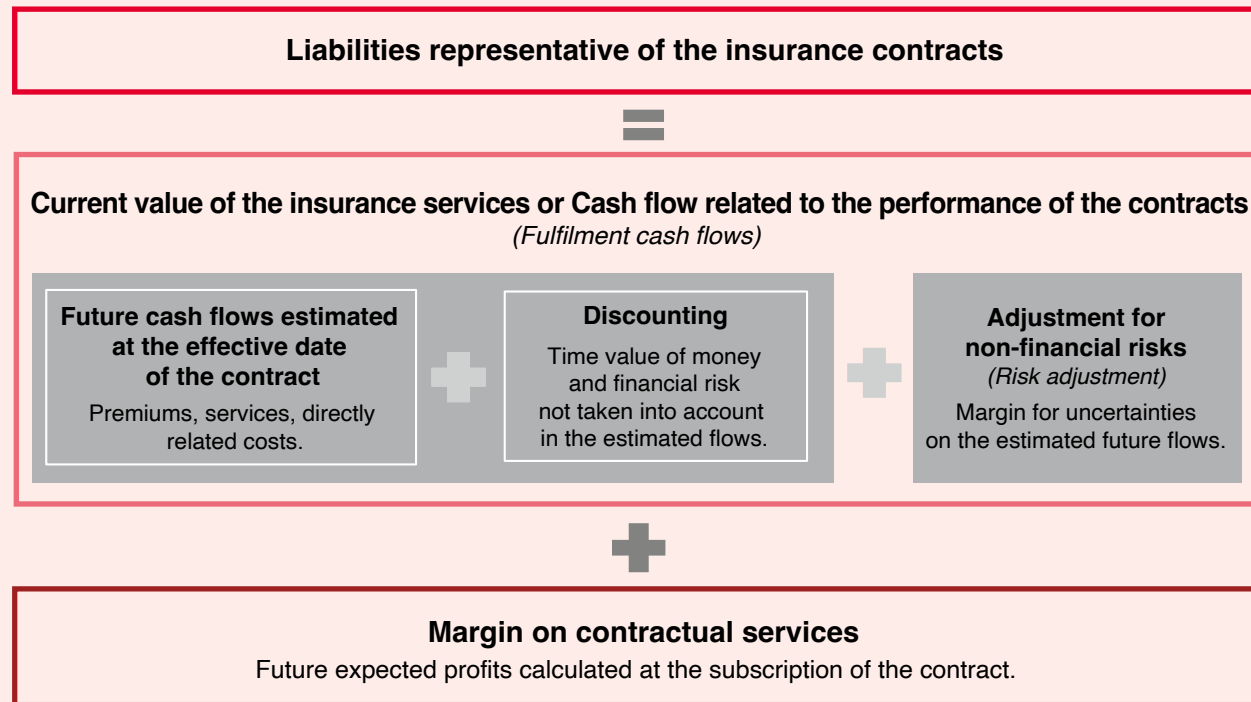 Liabilities representative of the insurance contracts
=
Current value of the insurance services or Cash flow related to the performance of the contracts
(Fulfilment cash flows)
Future cash flows estimated
at the effective date
of the contract
Premiums, services, directly
related costs.
+
Discounting
Time value of money
and financial risk
not taken into account
in the estimated flows.
+
Adjustment for
non-financial risks
(Risk adjustment)
Margin for uncertainties
on the estimated future flows.
+
Margin on contractual services
Future expected profits calculated at the subscription of the contract.